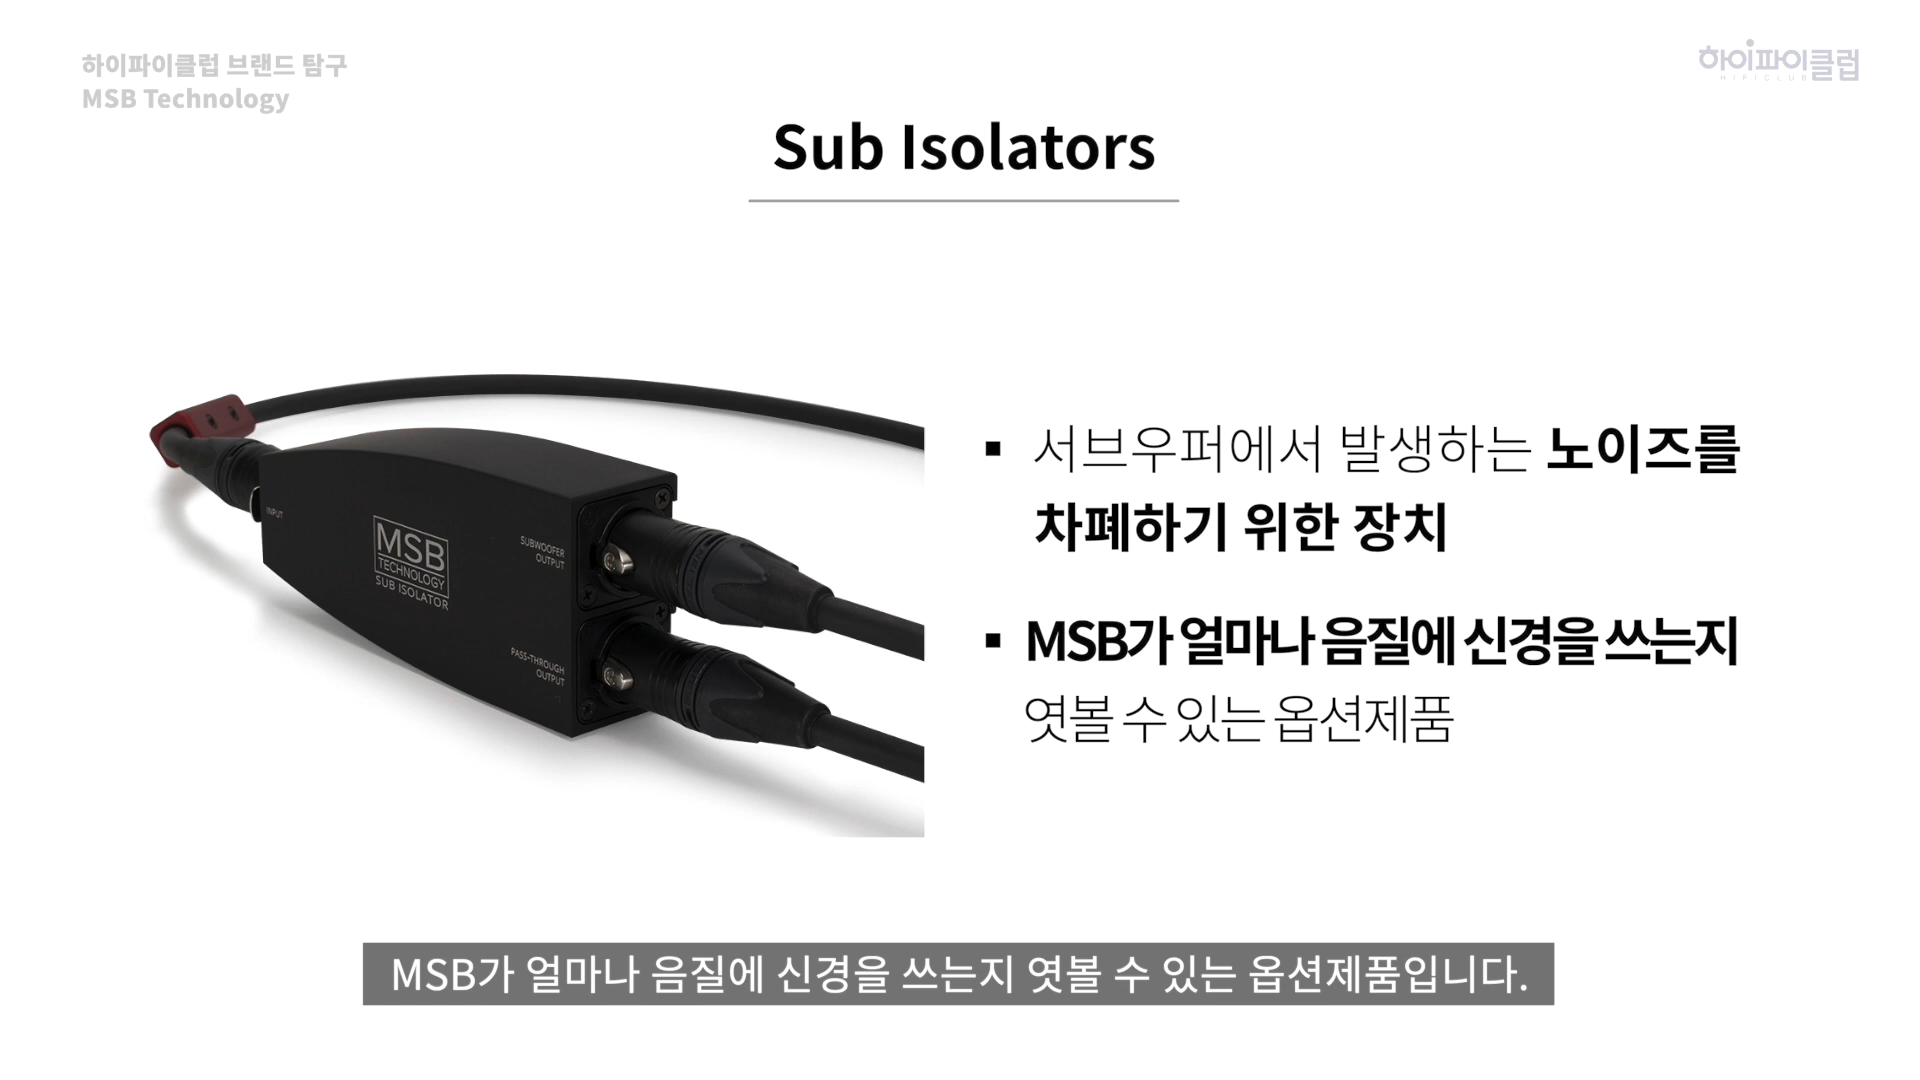 하이파이클럽 브랜드 탐구
MSB Technology
하이파이클럽
HIFICLUB
Sub Isolators
INPUT
MSB
TECHNOLOGY
SUB ISOLATOR
SUBWOOFER
OUTPUT
PASS-THROUGH
OUTPUT
▪ 서브우퍼에서 발생하는 노이즈를
차폐하기 위한 장치
▪ MSB가 얼마나 음질에 신경을 쓰는지
엿볼 수 있는 옵션제품
MSB가 얼마나 음질에 신경을 쓰는지 엿볼 수 있는 옵션제품입니다.